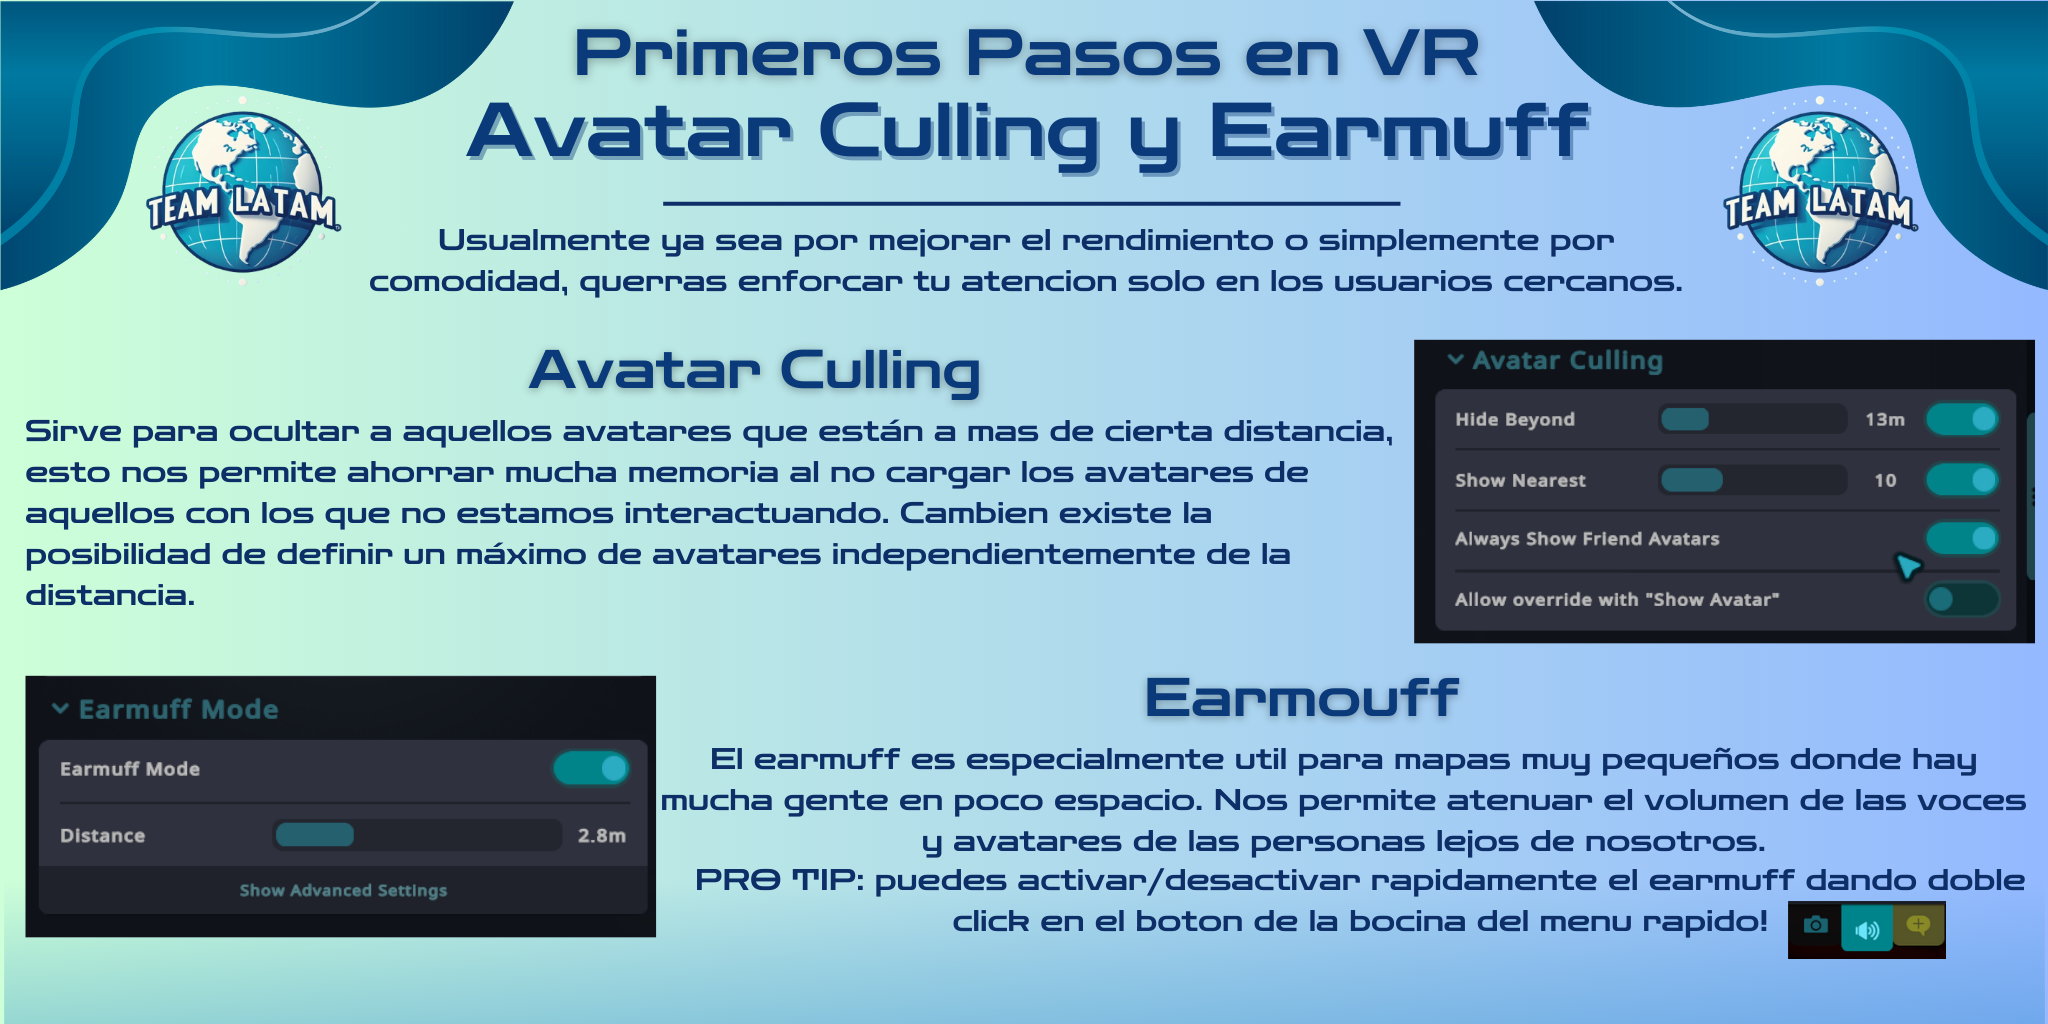 Primeros Pasos en VR
Avatar Culling y Earmuff
TEAM LATAM
TEAM LATAM
Usualmente ya sea por mejorar el rendimiento o simplemente por
comodidad, querras enforcar tu atencion solo en los usuarios cercanos.
Avatar Culling
Sirve para ocultar a aquellos avatares que están a mas de cierta distancia,
esto nos permite ahorrar mucha memoria al no cargar los avatares de
aquellos con los que no estamos interactuando. Cambien existe la
posibilidad de definir un máximo de avatares independientemente de la
distancia.
Avatar Culling
Hide Beyond 13m
Show Nearest 10
Always Show Friend Avatars
Allow override with "Show Avatar"
Earmuff Mode
Earmuff Mode
Distance 2.8m
Show Advanced Settings
Earmouff
El earmuff es especialmente util para mapas muy pequeños donde hay
mucha gente en poco espacio. Nos permite atenuar el volumen de las voces
y avatares de las personas lejos de nosotros.
PRO TIP: puedes activar/desactivar rapidamente el earmuff dando doble
click en el boton de la bocina del menu rapido!